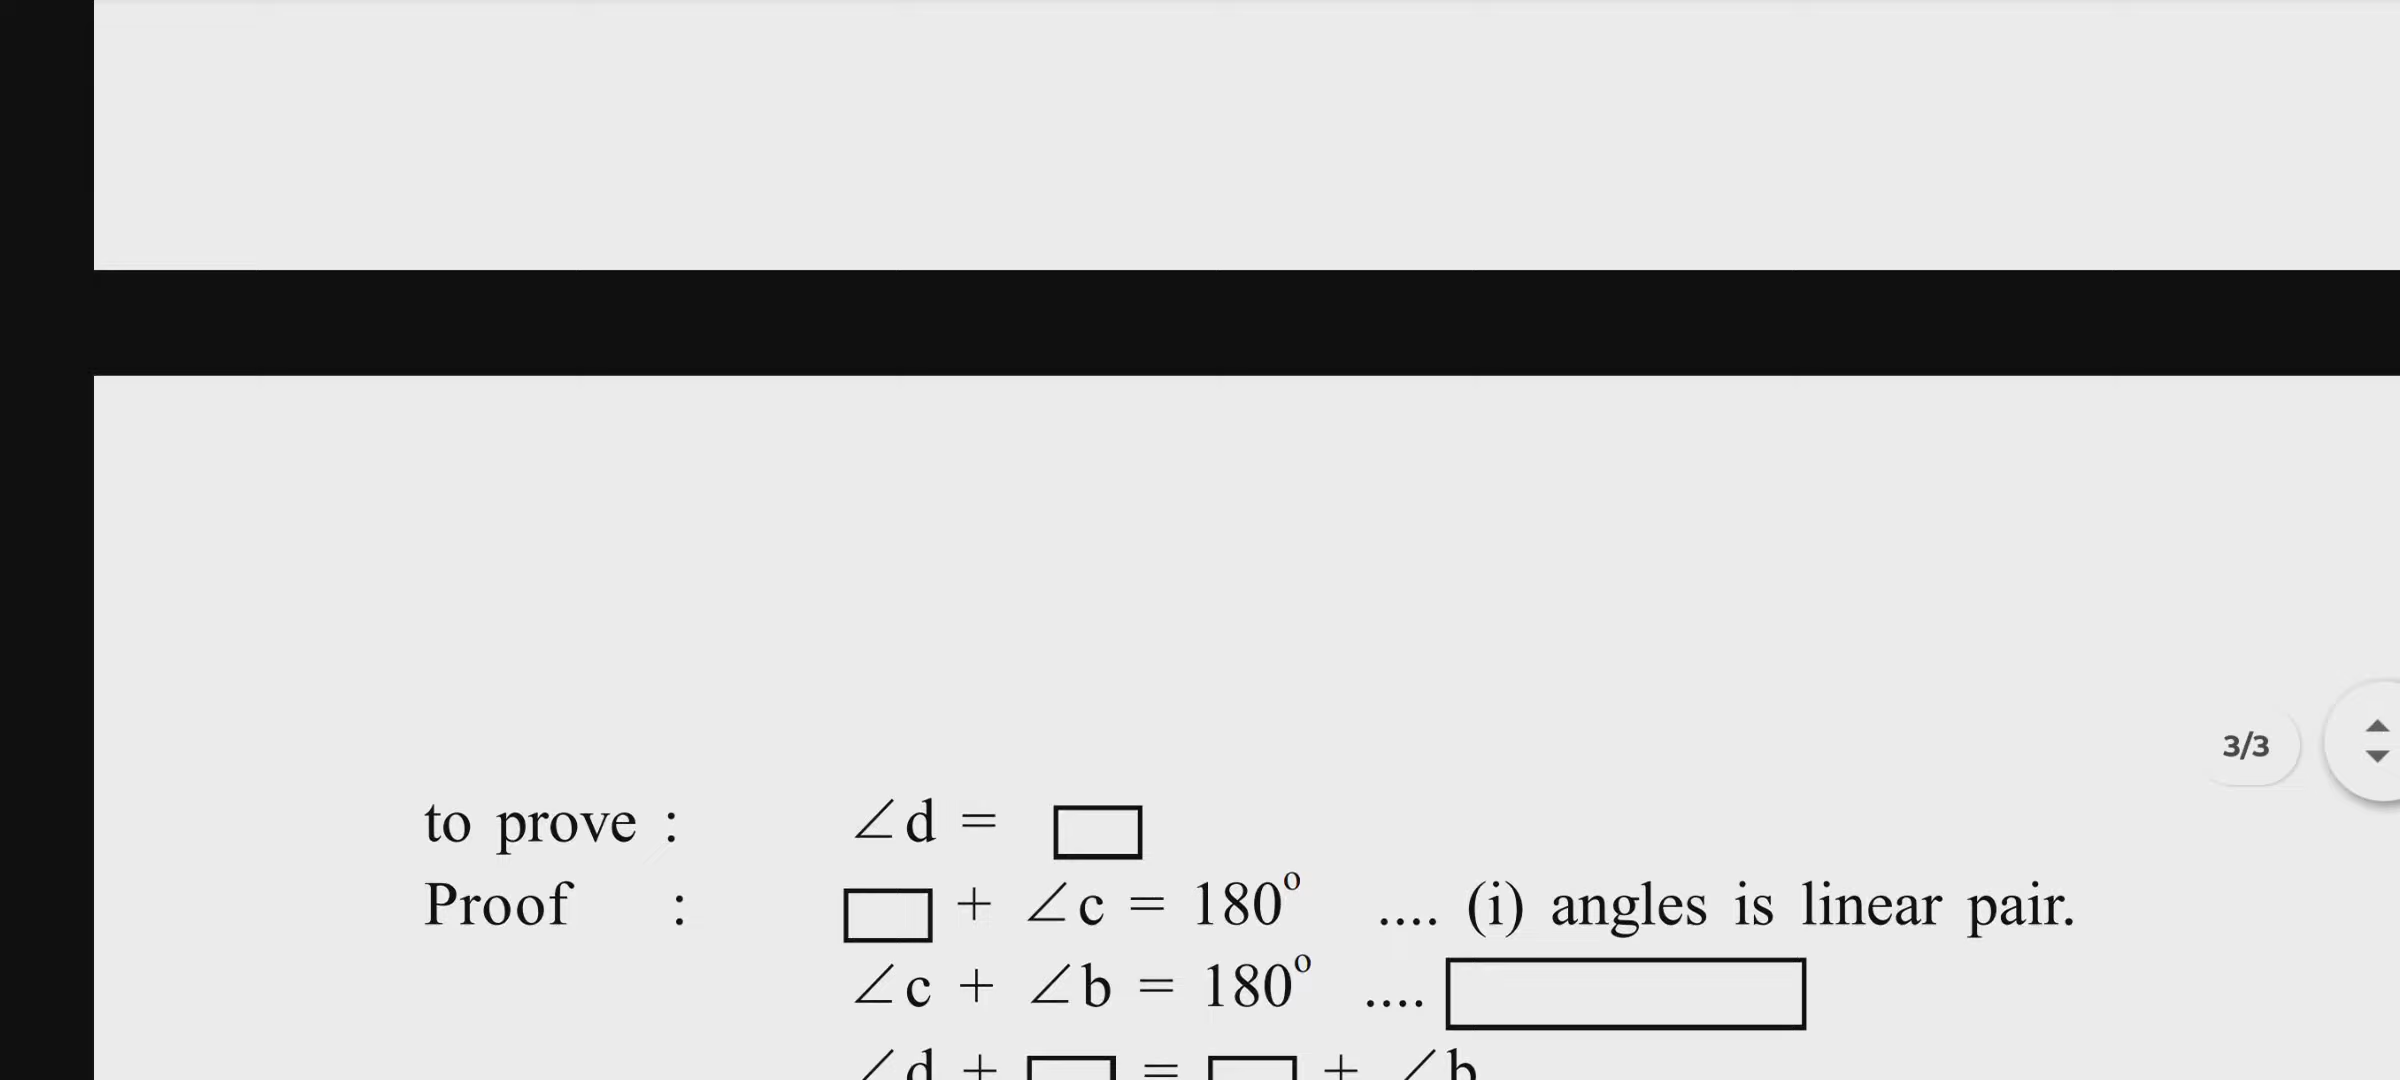 3/3
to prove : ∠d =
Proof : + ∠c = 180° .... (i) angles is linear pair.
∠c + ∠b = 180° ....
∠d + = + ∠b